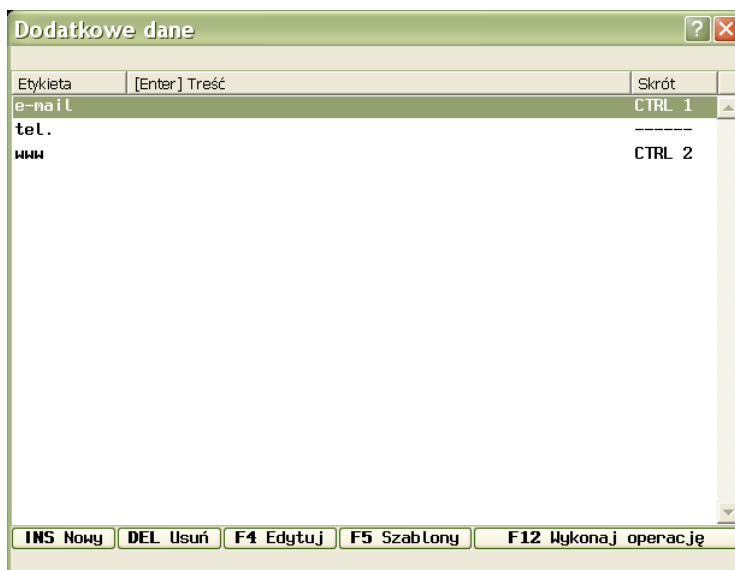 Dodatkowe dane
Etykieta [Enter] Treść Skrót
e-mail CTRL 1
tel. ------
www CTRL 2
INS Nowy DEL Usuń F4 Edytuj F5 Szablony F12 Wykonaj operację